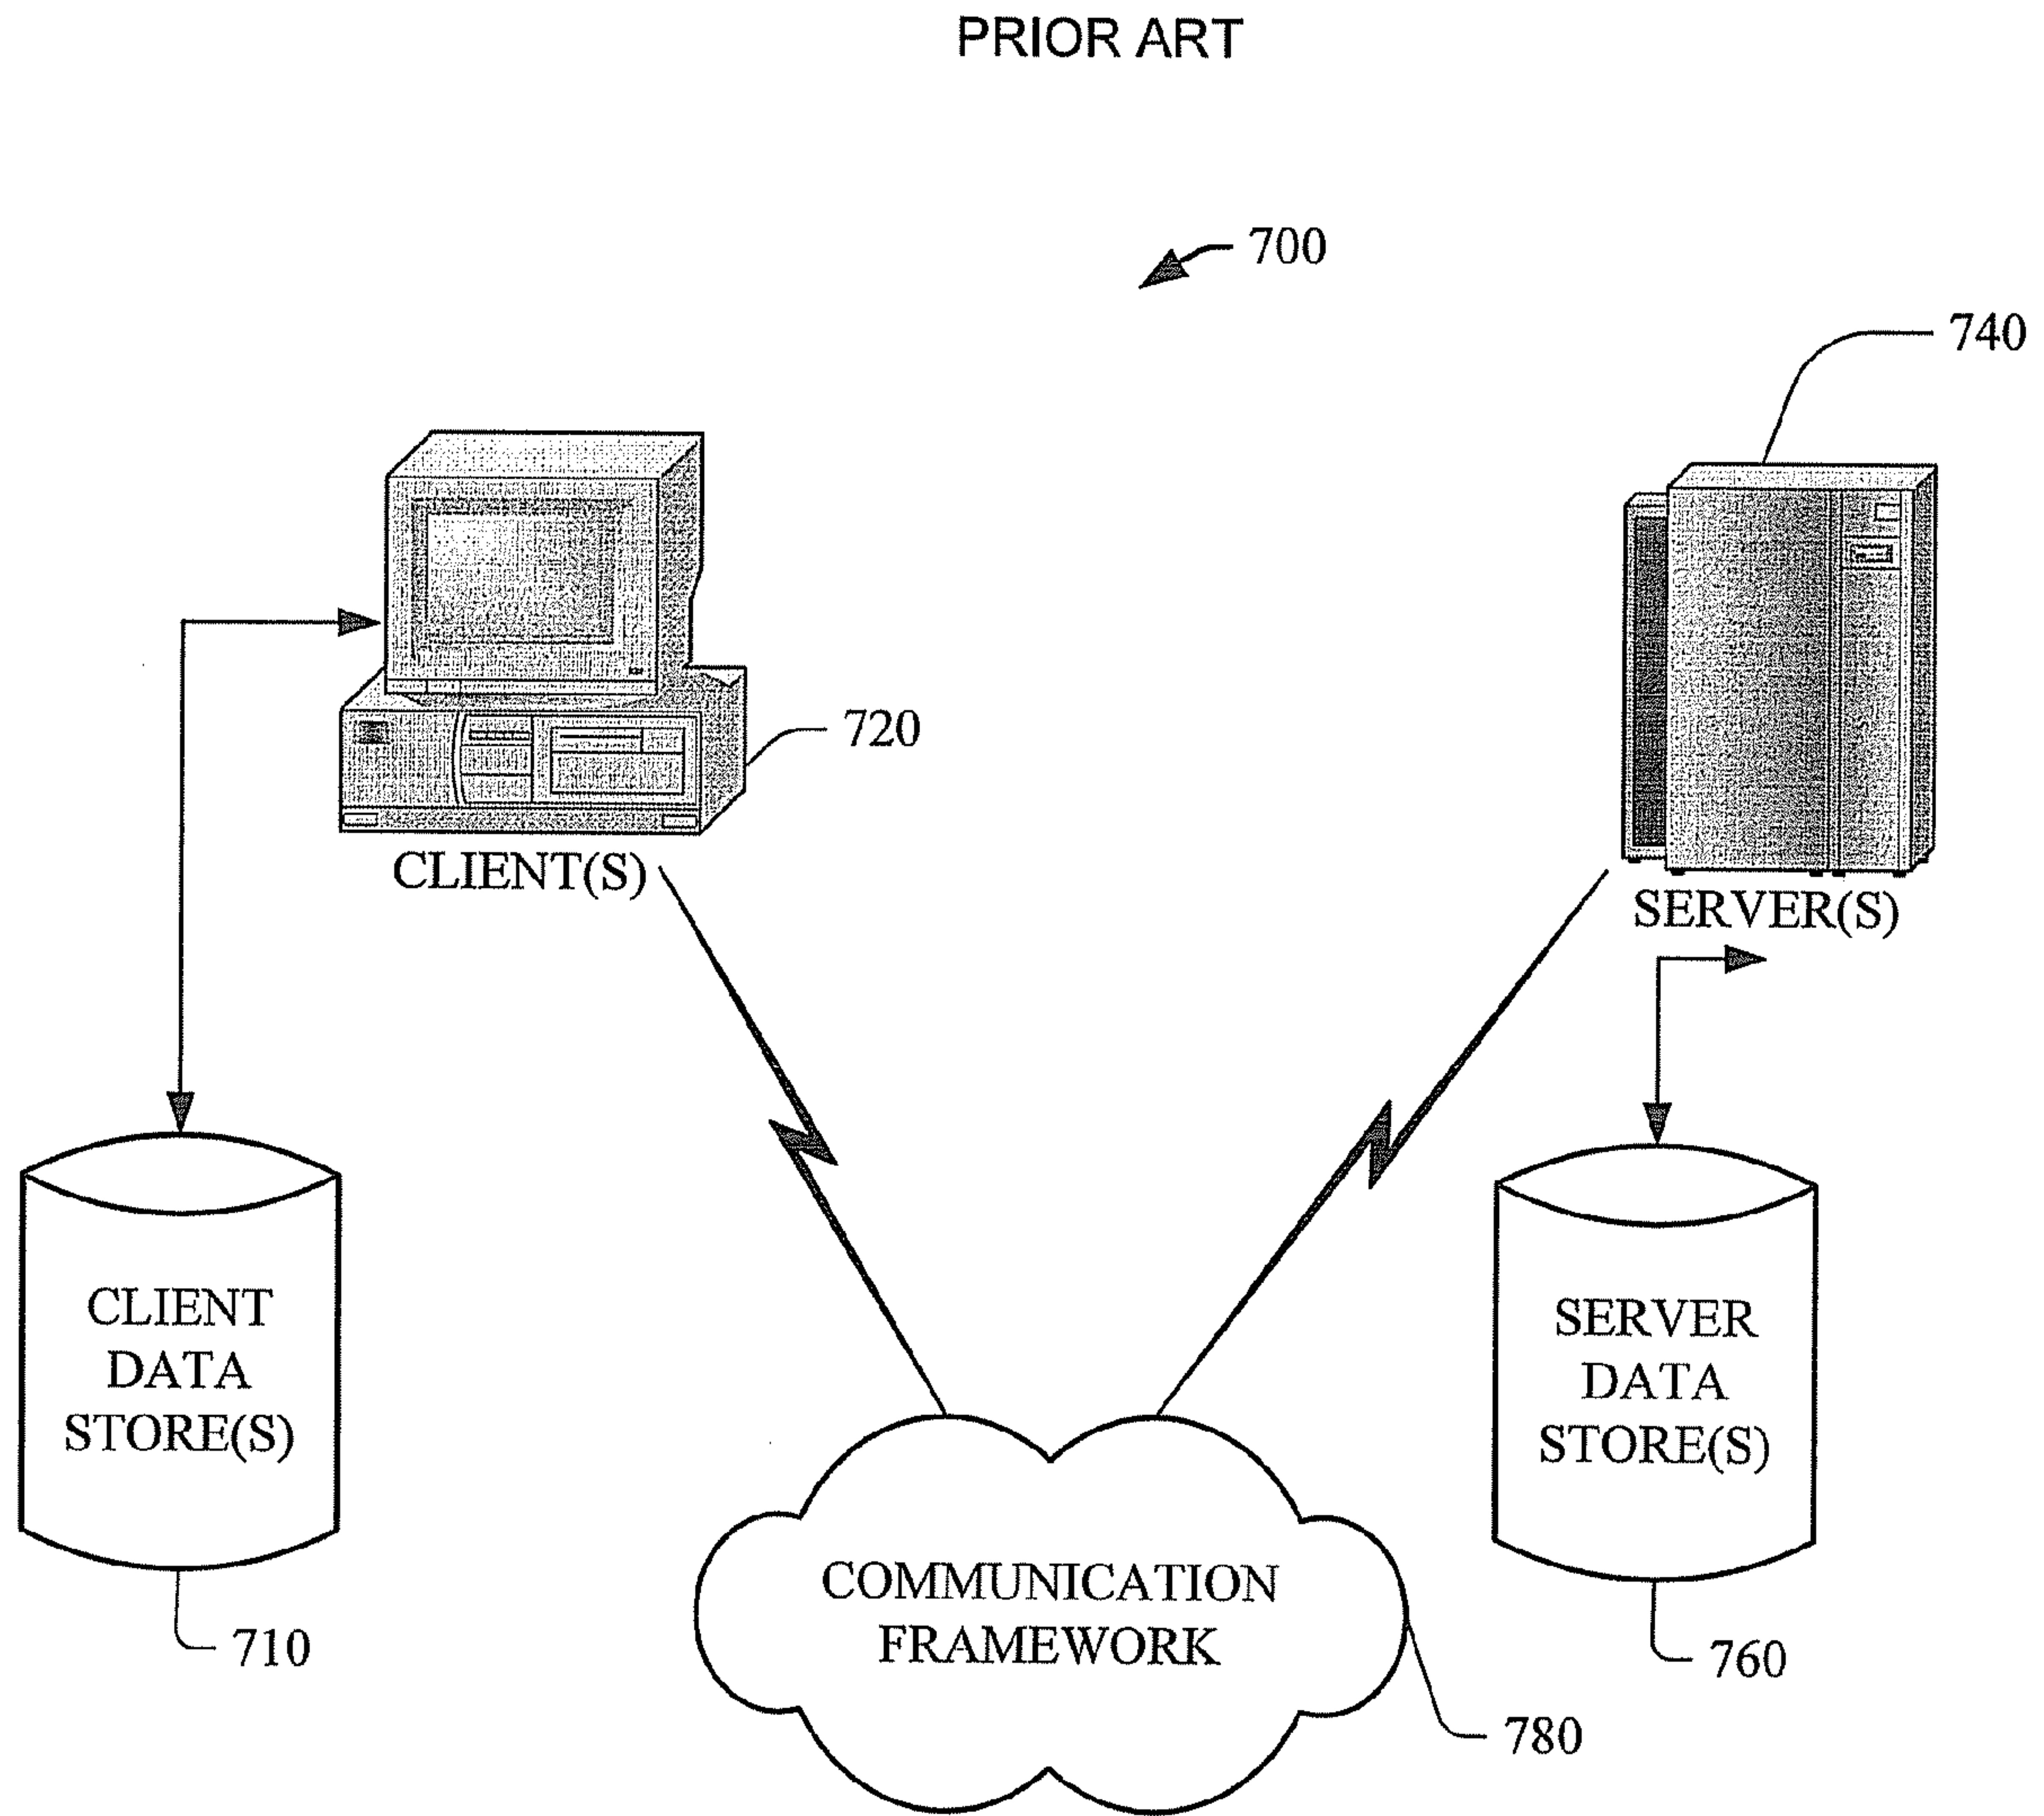 PRIOR ART
700
740
720
CLIENT(S)
SERVER(S)
CLIENT
DATA
STORE(S)
SERVER
DATA
STORE(S)
COMMUNICATION
FRAMEWORK
710
760
780